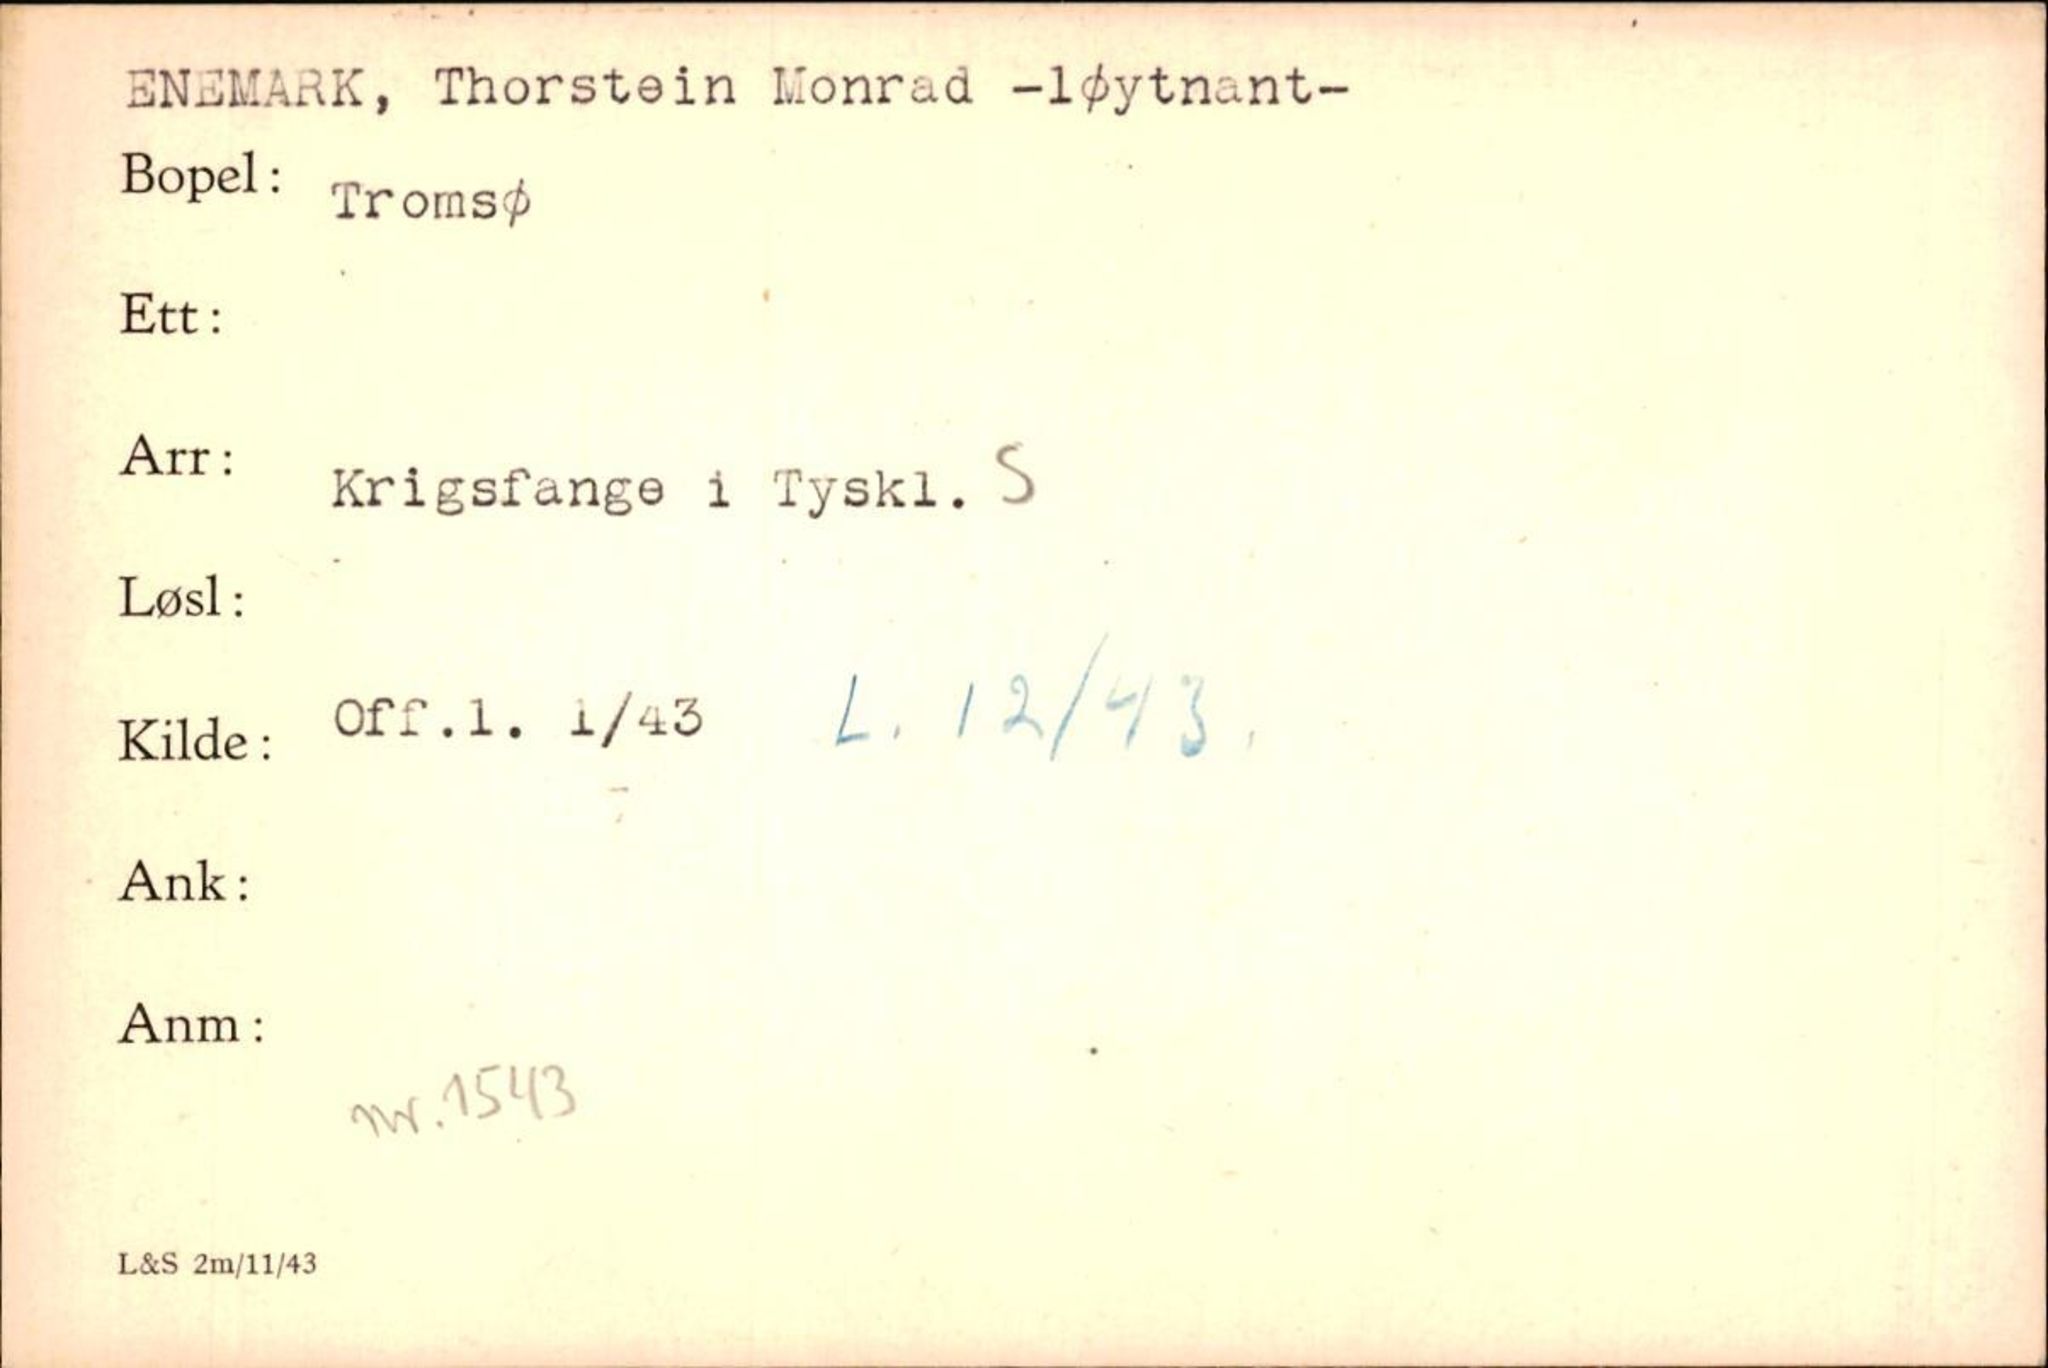 ENEMARK, Thorstein Monrad -løytnant-
Bopel: Tromsø
Ett:
Arr: Krigsfange i Tyskl. S
Løsl:
Kilde: Off.l. 1/43 L. 12/43.
Ank:
Anm:
nr. 1543
L&S 2m/11/43